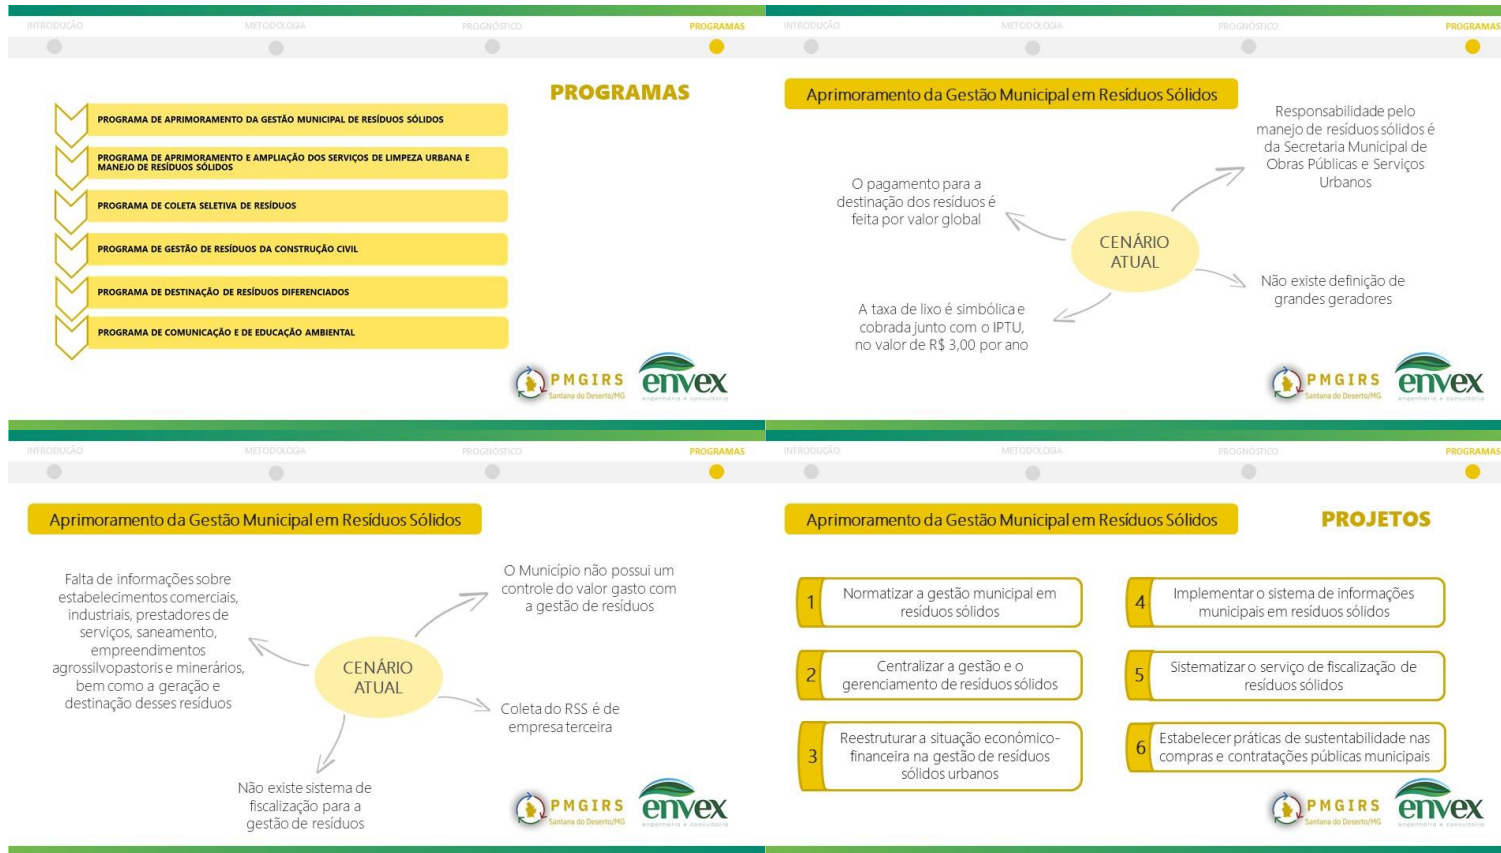 INTRODUÇÃO
METODOLOGIA
PROGNÓSTICO
PROGRAMAS
PROGRAMAS
PROGRAMA DE APRIMORAMENTO DA GESTÃO MUNICIPAL DE RESÍDUOS SÓLIDOS
PROGRAMA DE APRIMORAMENTO E AMPLIAÇÃO DOS SERVIÇOS DE LIMPEZA URBANA E
MANEJO DE RESÍDUOS SÓLIDOS
PROGRAMA DE COLETA SELETIVA DE RESÍDUOS
PROGRAMA DE GESTÃO DE RESÍDUOS DA CONSTRUÇÃO CIVIL
PROGRAMA DE DESTINAÇÃO DE RESÍDUOS DIFERENCIADOS
PROGRAMA DE COMUNICAÇÃO E DE EDUCAÇÃO AMBIENTAL
PMGIRS
Santana do Deserto/MG
envex
engenharia e consultoria
INTRODUÇÃO
METODOLOGIA
PROGNÓSTICO
PROGRAMAS
Aprimoramento da Gestão Municipal em Resíduos Sólidos
Responsabilidade pelo
manejo de resíduos sólidos é
da Secretaria Municipal de
Obras Públicas e Serviços
Urbanos
O pagamento para a
destinação dos resíduos é
feita por valor global
CENÁRIO
ATUAL
Não existe definição de
grandes geradores
A taxa de lixo é simbólica e
cobrada junto com o IPTU,
no valor de R$ 3,00 por ano
PMGIRS
Santana do Deserto/MG
envex
engenharia e consultoria
INTRODUÇÃO
METODOLOGIA
PROGNÓSTICO
PROGRAMAS
Aprimoramento da Gestão Municipal em Resíduos Sólidos
Falta de informações sobre
estabelecimentos comerciais,
industriais, prestadores de
serviços, saneamento,
empreendimentos
agrossilvopastoris e minerários,
bem como a geração e
destinação desses resíduos
O Município não possui um
controle do valor gasto com
a gestão de resíduos
CENÁRIO
ATUAL
Coleta do RSS é de
empresa terceira
Não existe sistema de
fiscalização para a
gestão de resíduos
PMGIRS
Santana do Deserto/MG
envex
engenharia e consultoria
INTRODUÇÃO
METODOLOGIA
PROGNÓSTICO
PROGRAMAS
Aprimoramento da Gestão Municipal em Resíduos Sólidos
PROJETOS
1
Normatizar a gestão municipal em
resíduos sólidos
2
Centralizar a gestão e o
gerenciamento de resíduos sólidos
3
Reestruturar a situação econômico-
financeira na gestão de resíduos
sólidos urbanos
4
Implementar o sistema de informações
municipais em resíduos sólidos
5
Sistematizar o serviço de fiscalização de
resíduos sólidos
6
Estabelecer práticas de sustentabilidade nas
compras e contratações públicas municipais
PMGIRS
Santana do Deserto/MG
envex
engenharia e consultoria